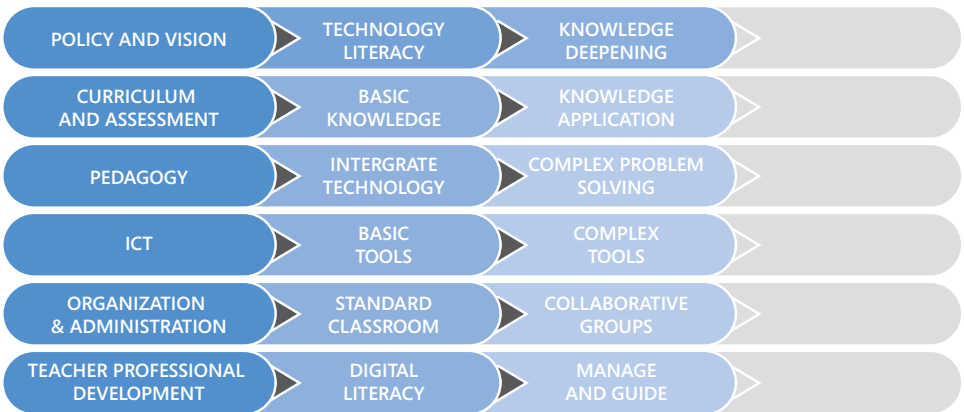 POLICY AND VISION
TECHNOLOGY
LITERACY
KNOWLEDGE
DEEPENING
CURRICULUM
AND ASSESSMENT
BASIC
KNOWLEDGE
KNOWLEDGE
APPLICATION
PEDAGOGY
INTERGRATE
TECHNOLOGY
COMPLEX PROBLEM
SOLVING
ICT
BASIC
TOOLS
COMPLEX
TOOLS
ORGANIZATION
& ADMINISTRATION
STANDARD
CLASSROOM
COLLABORATIVE
GROUPS
TEACHER PROFESSIONAL
DEVELOPMENT
DIGITAL
LITERACY
MANAGE
AND GUIDE